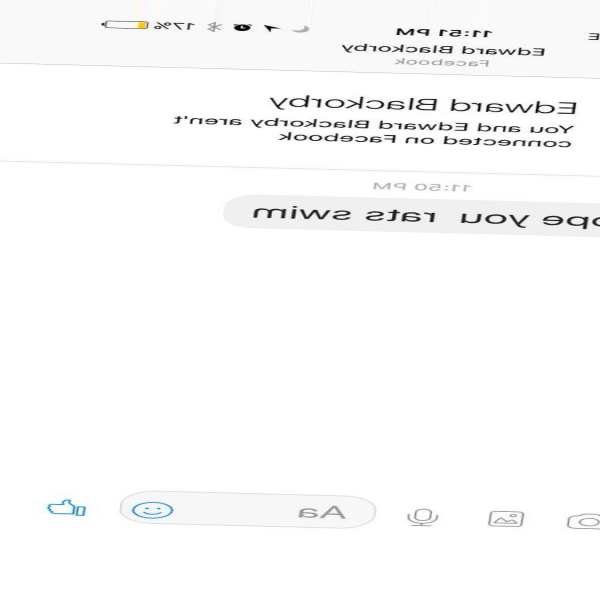 E 11:51 PM 17%
Edward Blackorby
Facebook
Edward Blackorby
You and Edward Blackorby aren't
connected on Facebook
11:50 PM
ope you rats swim
Aa